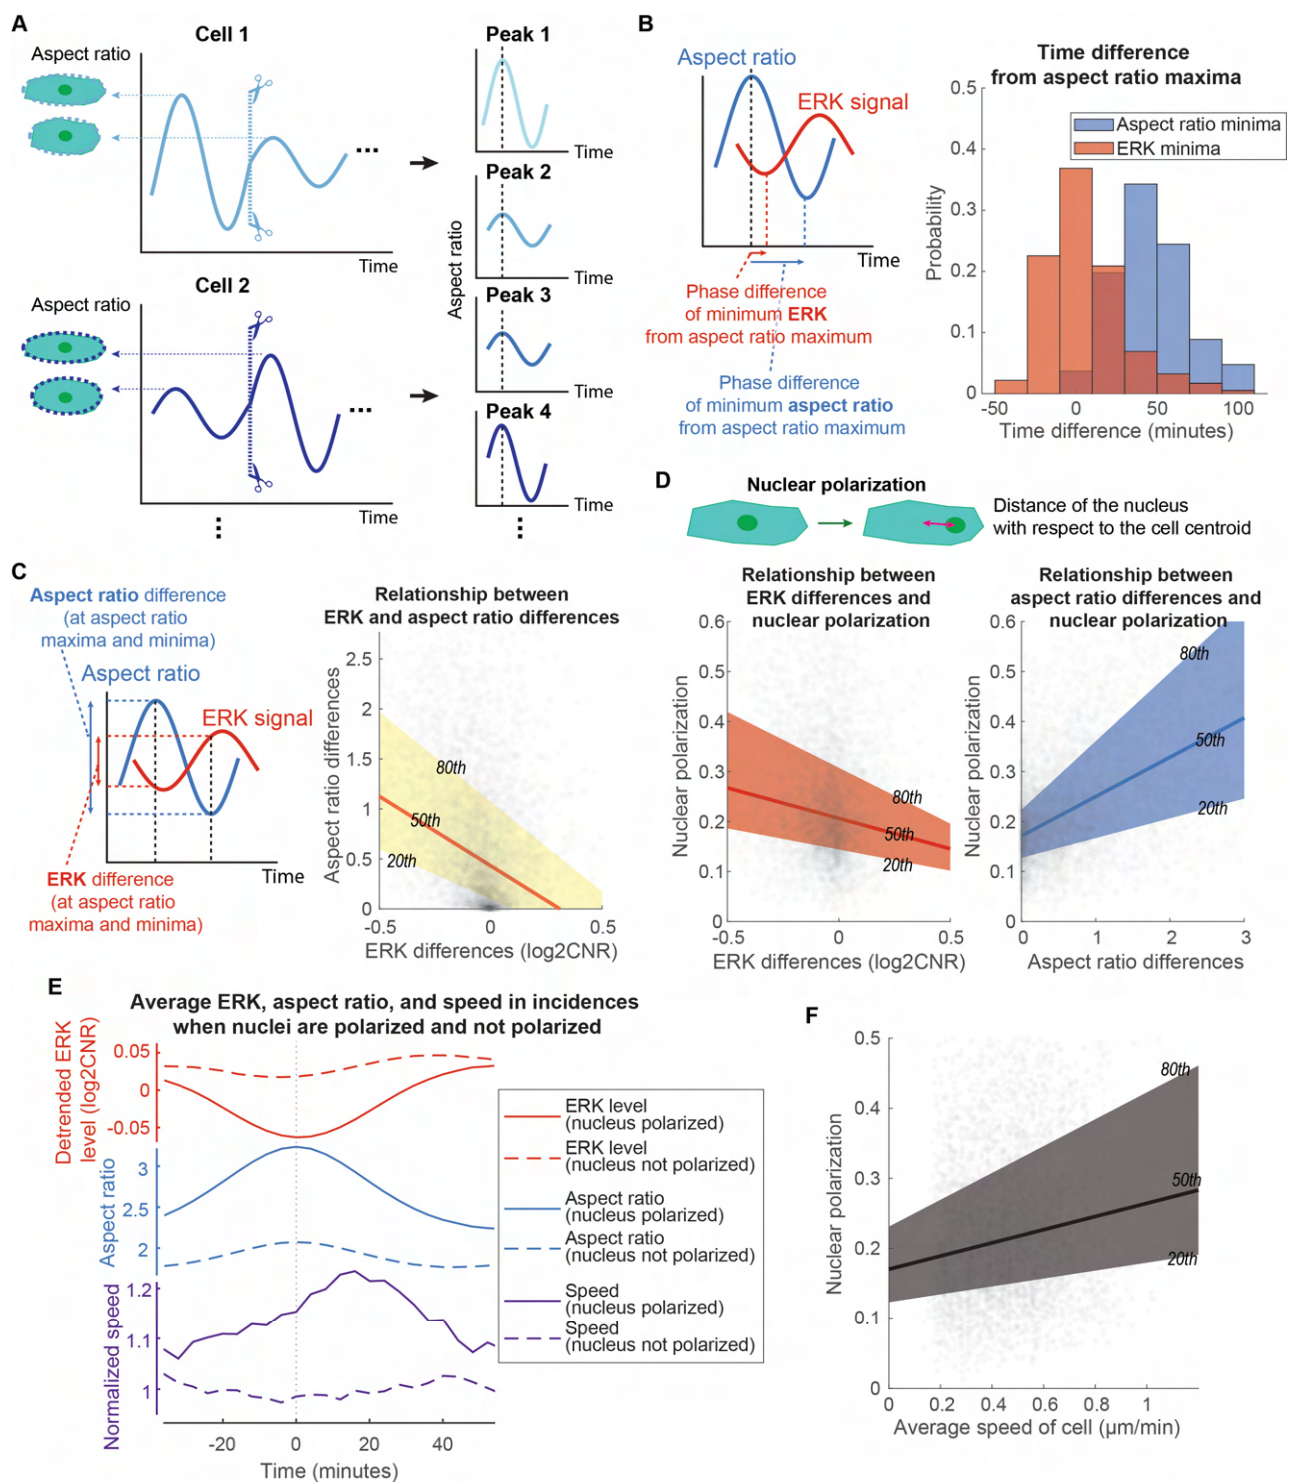 A
Cell 1
Aspect ratio
...
Time
Cell 2
Aspect ratio
...
Time
Peak 1
Time
Peak 2
Time
Aspect ratio
Peak 3
Time
Peak 4
Time
B
Aspect ratio
ERK signal
Time
Phase difference
of minimum ERK
from aspect ratio maximum
Phase difference
of minimum aspect ratio
from aspect ratio maximum
Time difference
from aspect ratio maxima
Aspect ratio minima
ERK minima
Probability
0.5
0.4
0.3
0.2
0.1
0
-50 0 50 100
Time difference (minutes)
C
Aspect ratio difference
(at aspect ratio
maxima and minima)
Aspect ratio
ERK signal
Time
ERK difference
(at aspect ratio
maxima and minima)
Relationship between
ERK and aspect ratio differences
Aspect ratio differences
2.5
2
1.5
1
0.5
0
80th
50th
20th
-0.5 0 0.5
ERK differences (log2CNR)
D
Nuclear polarization
Distance of the nucleus
with respect to the cell centroid
Relationship between
ERK differences and
nuclear polarization
Nuclear polarization
0.6
0.5
0.4
0.3
0.2
0.1
0
80th
50th
20th
-0.5 0 0.5
ERK differences (log2CNR)
Relationship between
aspect ratio differences and
nuclear polarization
Nuclear polarization
0.6
0.5
0.4
0.3
0.2
0.1
0
80th
50th
20th
0 1 2 3
Aspect ratio differences
E
Average ERK, aspect ratio, and speed in incidences
when nuclei are polarized and not polarized
Detrended ERK
level (log2CNR)
0.05
0
-0.05
Aspect ratio
3
2.5
2
Normalized speed
1.2
1.1
1
-20 0 20 40
Time (minutes)
ERK level
(nucleus polarized)
ERK level
(nucleus not polarized)
Aspect ratio
(nucleus polarized)
Aspect ratio
(nucleus not polarized)
Speed
(nucleus polarized)
Speed
(nucleus not polarized)
F
Nuclear polarization
0.5
0.4
0.3
0.2
0.1
0
80th
50th
20th
0 0.2 0.4 0.6 0.8 1
Average speed of cell (μm/min)